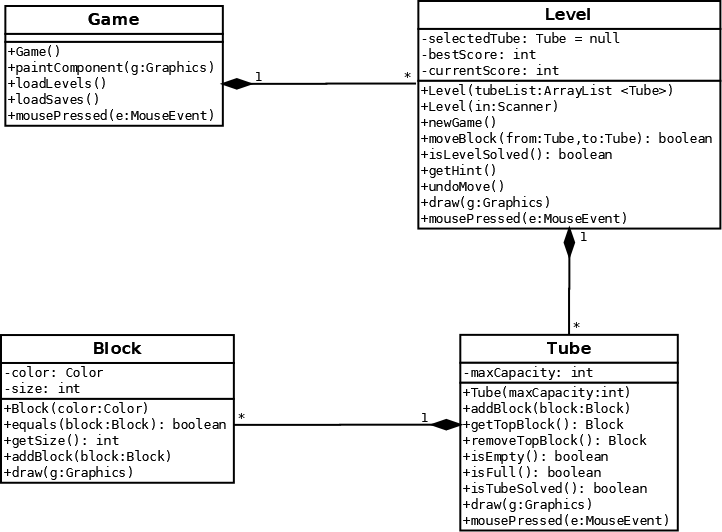 Game
+Game()
+paintComponent(g:Graphics)
+loadLevels()
+loadSaves()
+mousePressed(e:MouseEvent)
1
*
Level
-selectedTube: Tube = null
-bestScore: int
-currentScore: int
+Level(tubeList:ArrayList <Tube>)
+Level(in:Scanner)
+newGame()
+moveBlock(from:Tube,to:Tube): boolean
+isLevelSolved(): boolean
+getHint()
+undoMove()
+draw(g:Graphics)
+mousePressed(e:MouseEvent)
1
*
Block
-color: Color
-size: int
+Block(color:Color)
+equals(block:Block): boolean
+getSize(): int
+addBlock(block:Block)
+draw(g:Graphics)
*
1
Tube
-maxCapacity: int
+Tube(maxCapacity:int)
+addBlock(block:Block)
+getTopBlock(): Block
+removeTopBlock(): Block
+isEmpty(): boolean
+isFull(): boolean
+isTubeSolved(): boolean
+draw(g:Graphics)
+mousePressed(e:MouseEvent)